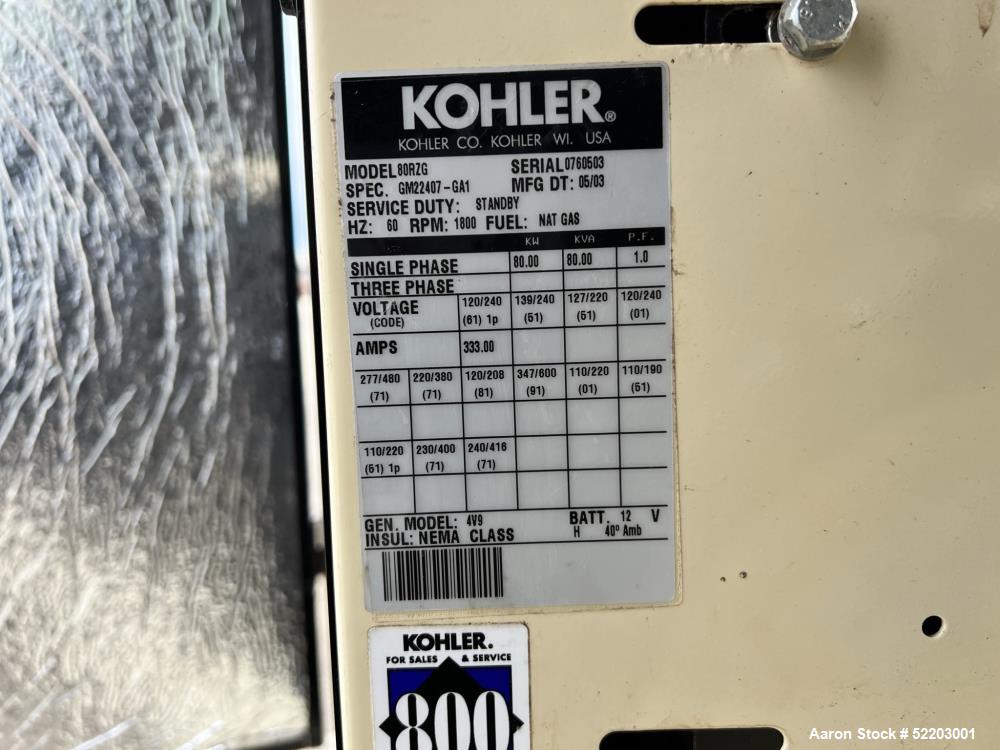 KOHLER®
KOHLER CO. KOHLER WI. USA
MODEL 80RZG SERIAL 0760503
SPEC. GM22407-GA1 MFG DT: 05/03
SERVICE DUTY: STANDBY
HZ: 60 RPM: 1800 FUEL: NAT GAS
KW KVA P.F.
SINGLE PHASE 80.00 80.00 1.0
THREE PHASE
VOLTAGE 120/240 139/240 127/220 120/240
(CODE) (61) 1p (51) (51) (01)
AMPS 333.00
277/480 220/380 120/208 347/600 110/220 110/190
(71) (71) (81) (91) (01) (51)
110/220 230/400 240/416
(61) 1p (71) (71)
GEN. MODEL: 4V9 BATT. 12 V
INSUL: NEMA CLASS H 40° Amb
KOHLER.
FOR SALES & SERVICE
800
Aaron Stock # 52203001